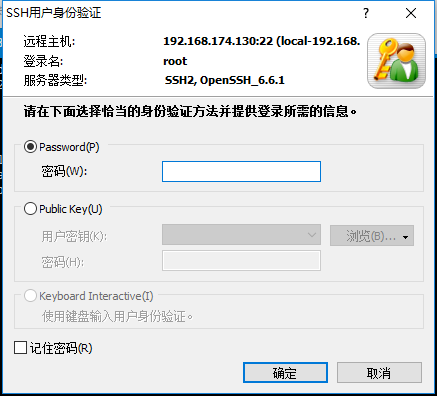 SSH用户身份验证
远程主机: 192.168.174.130:22 (local-192.168.
登录名: root
服务器类型: SSH2, OpenSSH_6.6.1
请在下面选择恰当的身份验证方法并提供登录所需的信息。
Password(P)
密码(W):
Public Key(U)
用户密钥(K): 浏览(B)...
密码(H):
Keyboard Interactive(I)
使用键盘输入用户身份验证。
记住密码(R)
确定 取消